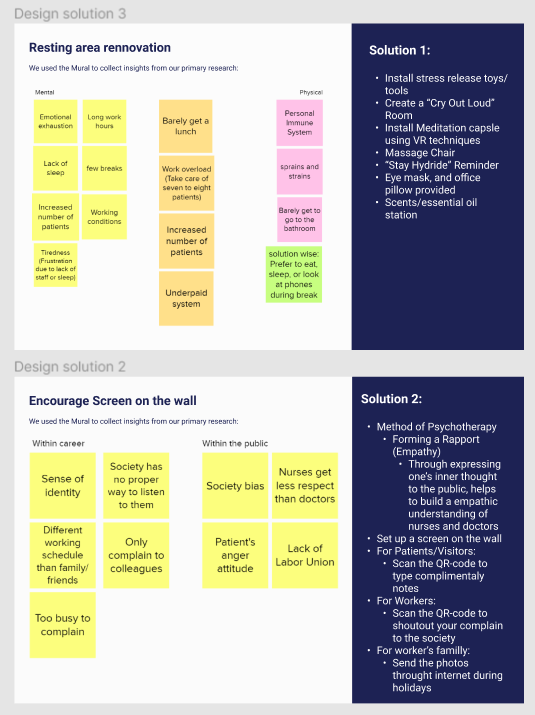 Design solution 3
Resting area rennovation
We used the Mural to collect insights from our primary research:
Mental
Physical
Emotional
exhaustion
Long work
hours
Lack of
sleep
few breaks
Increased
number of
patients
Working
conditions
Tiredness
(Frustration
due to lack of
staff or sleep)
Barely get a
lunch
Work overload
(Take care of
seven to eight
patients)
Increased
number of
patients
Underpaid
system
Personal
Immune
System
sprains and
strains
Barely get to
go to the
bathroom
solution wise:
Prefer to eat,
sleep, or look
at phones
during break
Solution 1:
• Install stress release toys/
tools
• Create a “Cry Out Loud”
Room
• Install Meditation capsle
using VR techniques
• Massage Chair
• “Stay Hydride” Reminder
• Eye mask, and office
pillow provided
• Scents/essential oil
station
Design solution 2
Encourage Screen on the wall
We used the Mural to collect insights from our primary research:
Within career
Sense of
identity
Society has
no proper
way to listen
to them
Different
working
schedule
than family/
friends
Only
complain to
colleagues
Too busy to
complain
Within the public
Society bias
Nurses get
less respect
than doctors
Patient's
anger
attitude
Lack of
Labor Union
Solution 2:
• Method of Psychotherapy
• Forming a Rapport
(Empathy)
• Through expressing
one's inner thought
to the public, helps
to build a empathic
understanding of
nurses and doctors
• Set up a screen on the wall
• For Patients/Visitors:
• Scan the QR-code to
type complimentaly
notes
• For Workers:
• Scan the QR-code to
shoutout your complain
to the society
• For worker's familly:
• Send the photos
throught internet during
holidays